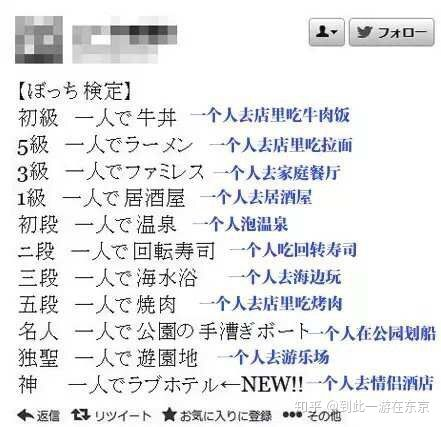 フォロー
【ぼっち検定】
初級 一人で牛丼 一个人去店里吃牛肉饭
5級 一人でラーメン 一个人去店里吃拉面
3級 一人でファミレス 一个人去家庭餐厅
1級 一人で居酒屋 一个人去居酒屋
初段 一人で温泉 一个人泡温泉
二段 一人で回転寿司 一个人吃回转寿司
三段 一人で海水浴 一个人去海边玩
五段 一人で焼肉 一个人去店里吃烤肉
名人 一人で公園の手漕ぎボート 一个人在公园划船
独聖 一人で遊園地 一个人去游乐场
神 一人でラブホテル←NEW!! 一个人去情侣酒店
返信 リツイート お気に入りに登録 その他
知乎 @到此一游在东京